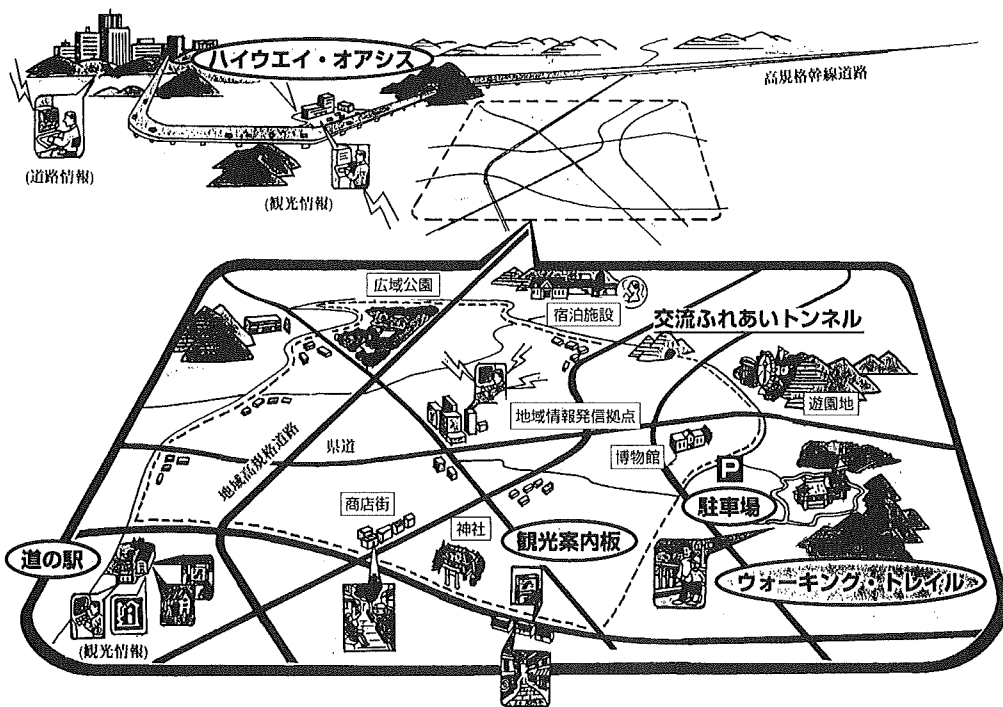 ハイウエイ・オアシス
高規格幹線道路
(道路情報)
(観光情報)
広域公園
宿泊施設
交流ふれあいトンネル
遊園地
地域情報発信拠点
県道
地域高規格道路
博物館
P
駐車場
商店街
神社
観光案内板
道の駅
ウォーキング・トレイル
(観光情報)